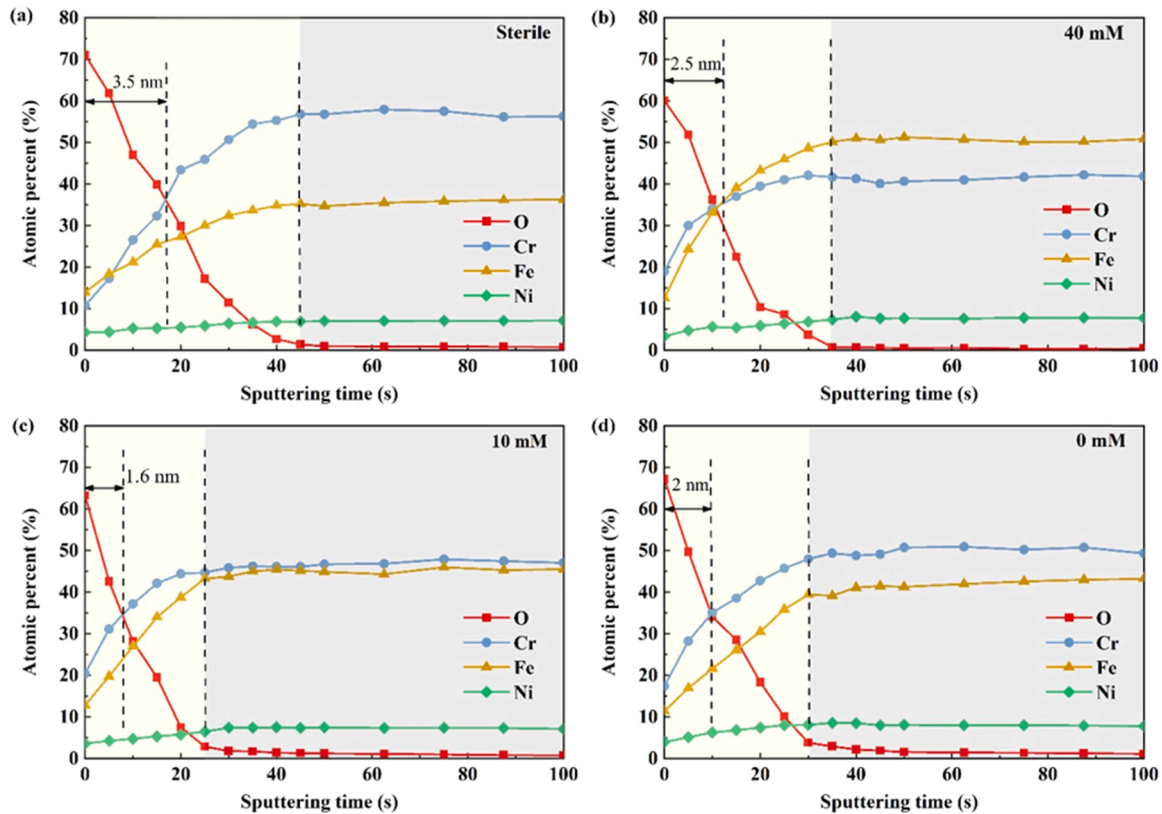 (a)
80
70
60
50
40
30
20
10
0
Atomic percent (%)
3.5 nm
Sterile
O
Cr
Fe
Ni
0 20 40 60 80 100
Sputtering time (s)
(b)
80
70
60
50
40
30
20
10
0
Atomic percent (%)
2.5 nm
40 mM
O
Cr
Fe
Ni
0 20 40 60 80 100
Sputtering time (s)
(c)
80
70
60
50
40
30
20
10
0
Atomic percent (%)
1.6 nm
10 mM
O
Cr
Fe
Ni
0 20 40 60 80 100
Sputtering time (s)
(d)
80
70
60
50
40
30
20
10
0
Atomic percent (%)
2 nm
0 mM
O
Cr
Fe
Ni
0 20 40 60 80 100
Sputtering time (s)